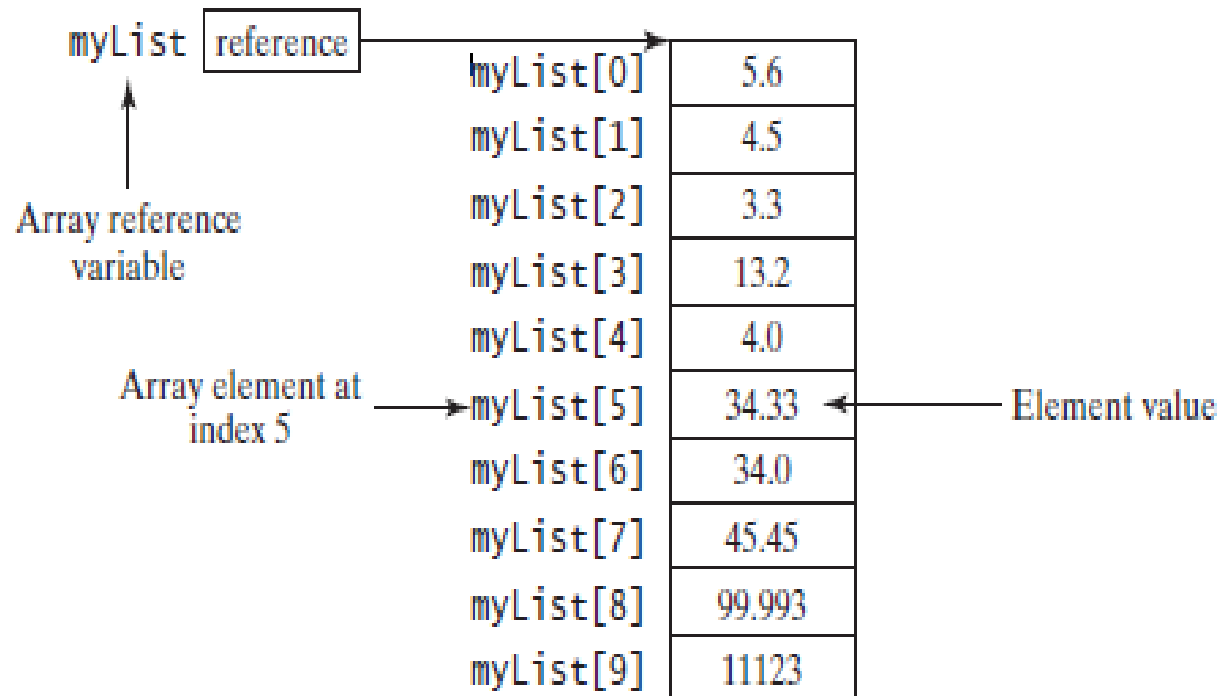 myList reference
myList[0] 5.6
myList[1] 4.5
myList[2] 3.3
Array reference
variable
myList[3] 13.2
myList[4] 4.0
Array element at
index 5
myList[5] 34.33 Element value
myList[6] 34.0
myList[7] 45.45
myList[8] 99.993
myList[9] 11123